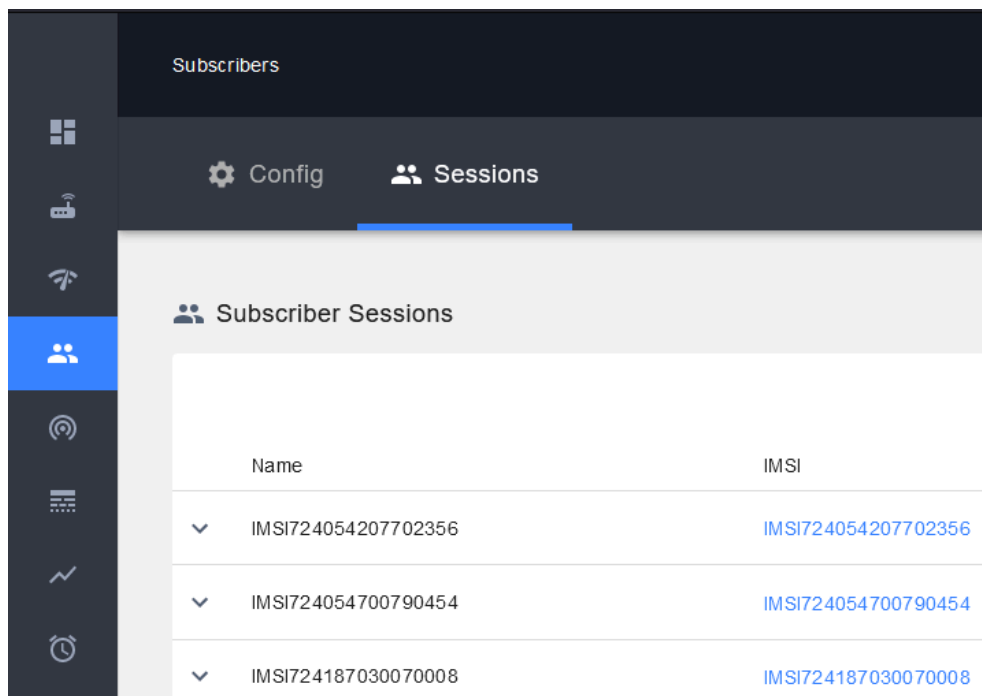 Subscribers
Config Sessions
Subscriber Sessions
Name IMSI
IMSI724054207702356 IMSI724054207702356
IMSI724054700790454 IMSI724054700790454
IMSI724187030070008 IMSI724187030070008